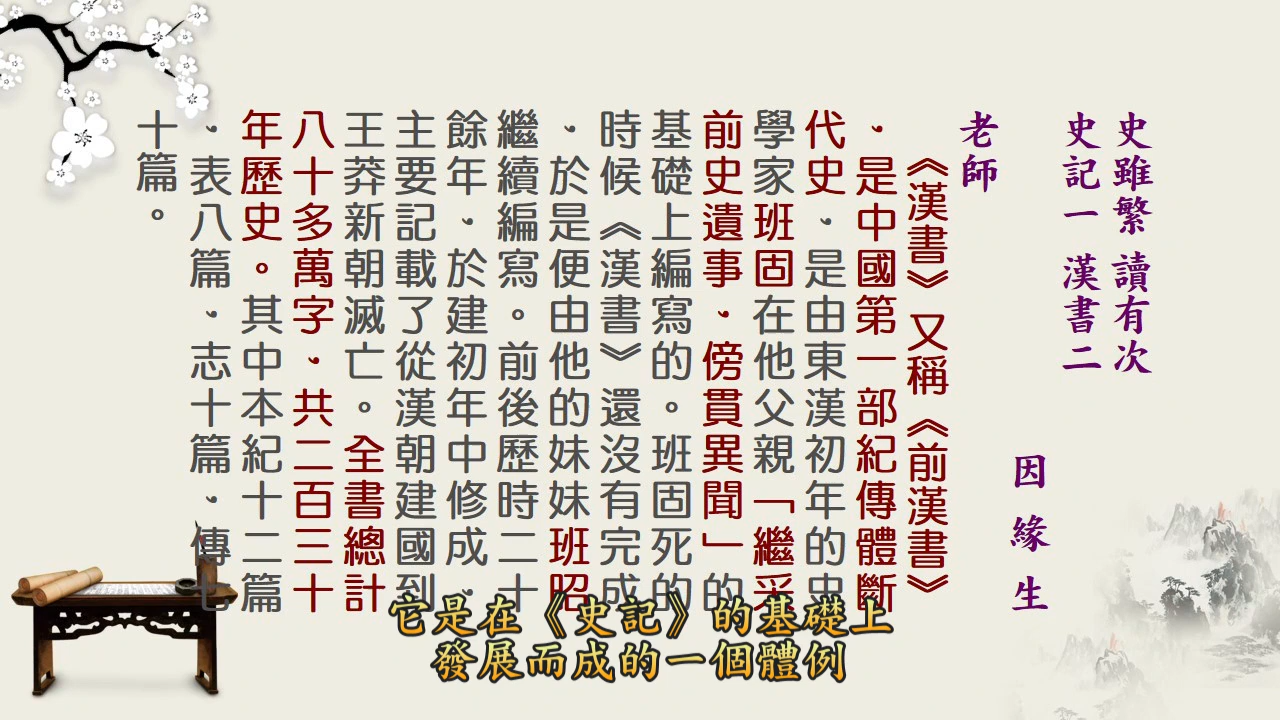 史雖繁 讀有次
史記一 漢書二
因緣生
老師
《漢書》又稱《前漢書》
，是中國第一部紀傳體斷
代史，是由東漢初年的史
學家班固在他父親「繼采
前史遺事，傍貫異聞」的
基礎上編寫的。班固死的
時候《漢書》還沒有完成
，於是便由他的妹妹班昭
繼續編寫。前後歷時二十
餘年，於建初年中修成，
主要記載了從漢朝建國到
王莽新朝滅亡。全書總計
八十多萬字，共二百三十
年歷史。其中本紀十二篇
，表八篇，志十篇，傳七
十篇。
它是在《史記》的基礎上
發展而成的一個體例